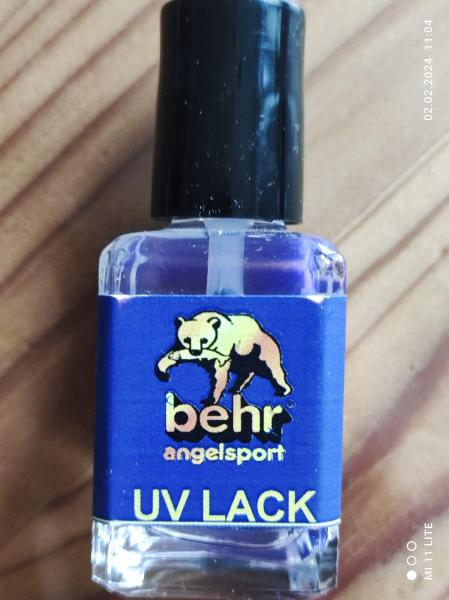 behr®
angelsport
UV LACK
02.02.2024 11:04
MI 11 LITE